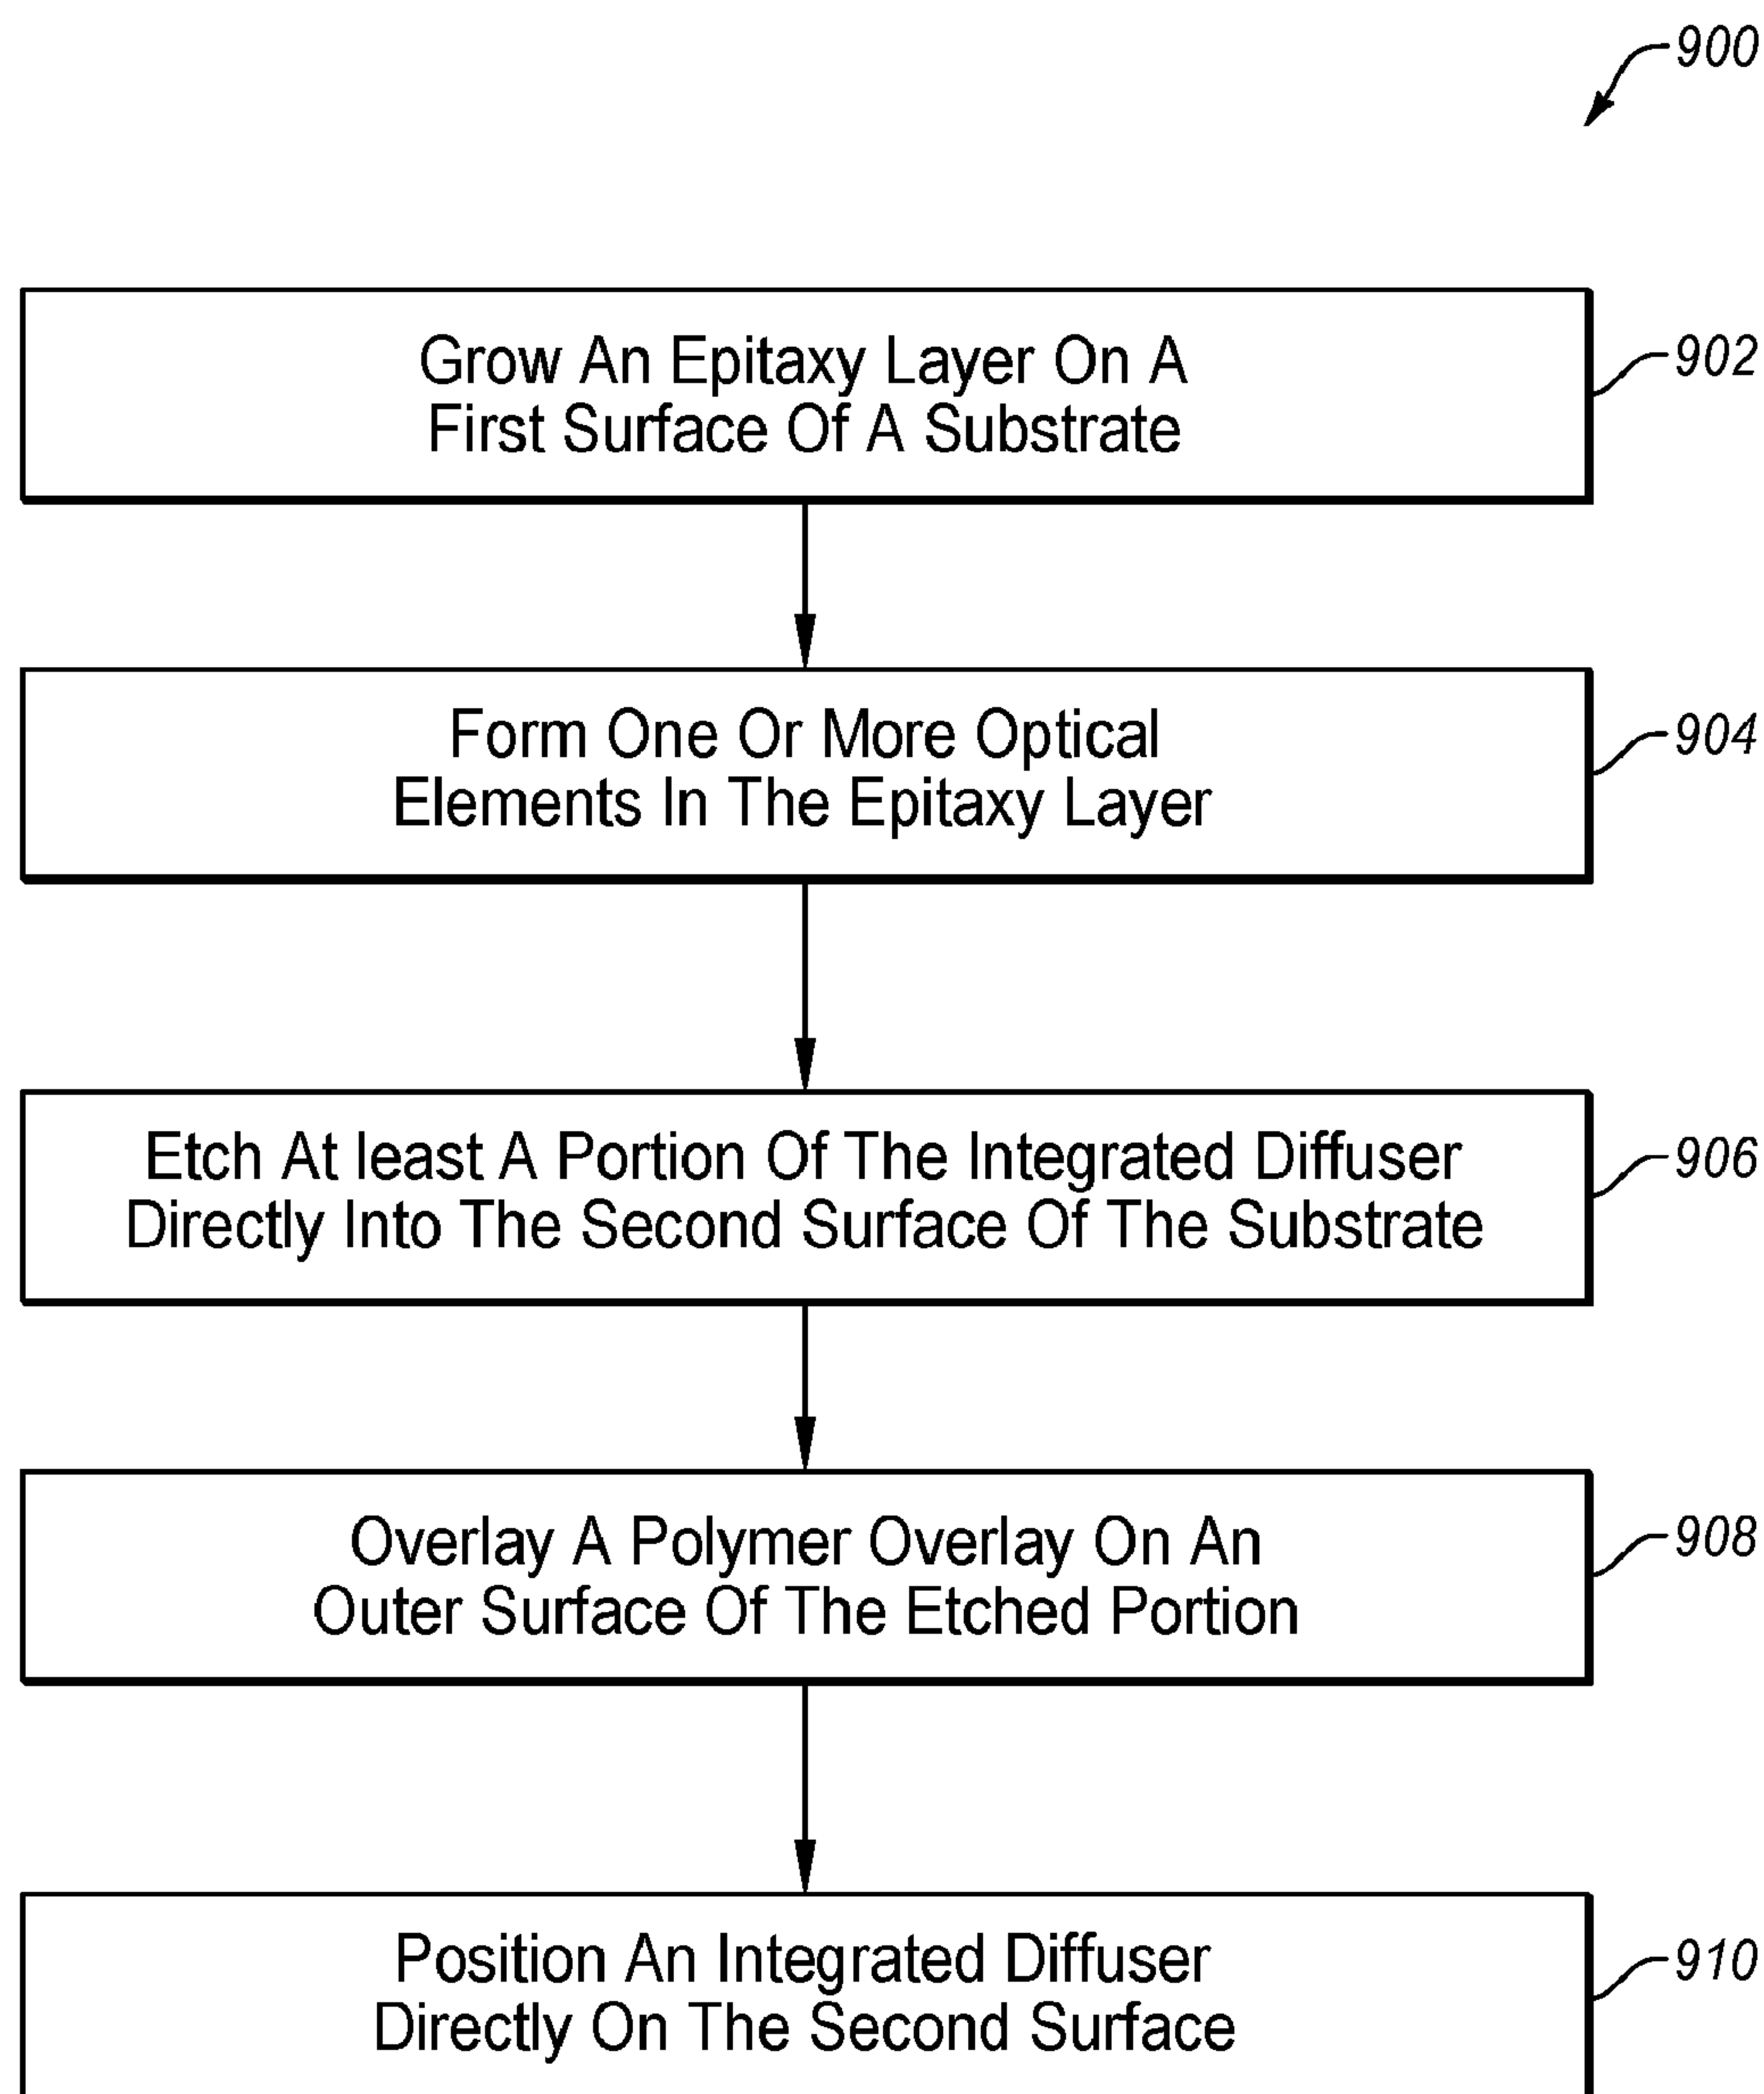 900
Grow An Epitaxy Layer On A
First Surface Of A Substrate
902
Form One Or More Optical
Elements In The Epitaxy Layer
904
Etch At least A Portion Of The Integrated Diffuser
Directly Into The Second Surface Of The Substrate
906
Overlay A Polymer Overlay On An
Outer Surface Of The Etched Portion
908
Position An Integrated Diffuser
Directly On The Second Surface
910